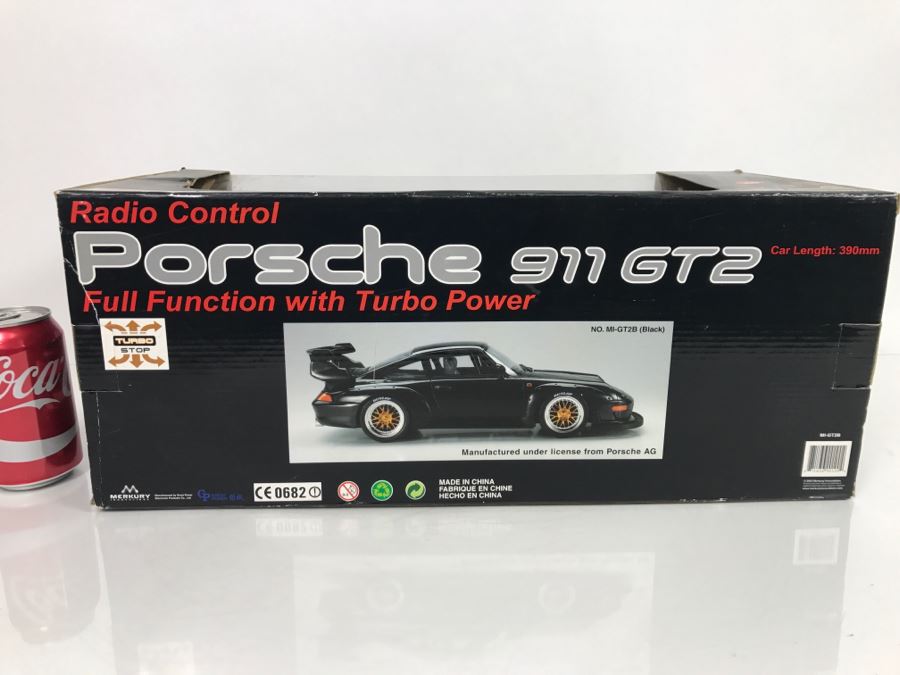 Radio Control
Porsche 911 GT2
Car Length: 390mm
Full Function with Turbo Power
TURBO
STOP
NO. MI-GT2B (Black)
Manufactured under license from Porsche AG
Coca
MI-GT2B
MERKURY
CE 0682
MADE IN CHINA
FABRIQUE EN CHINE
HECHO EN CHINA